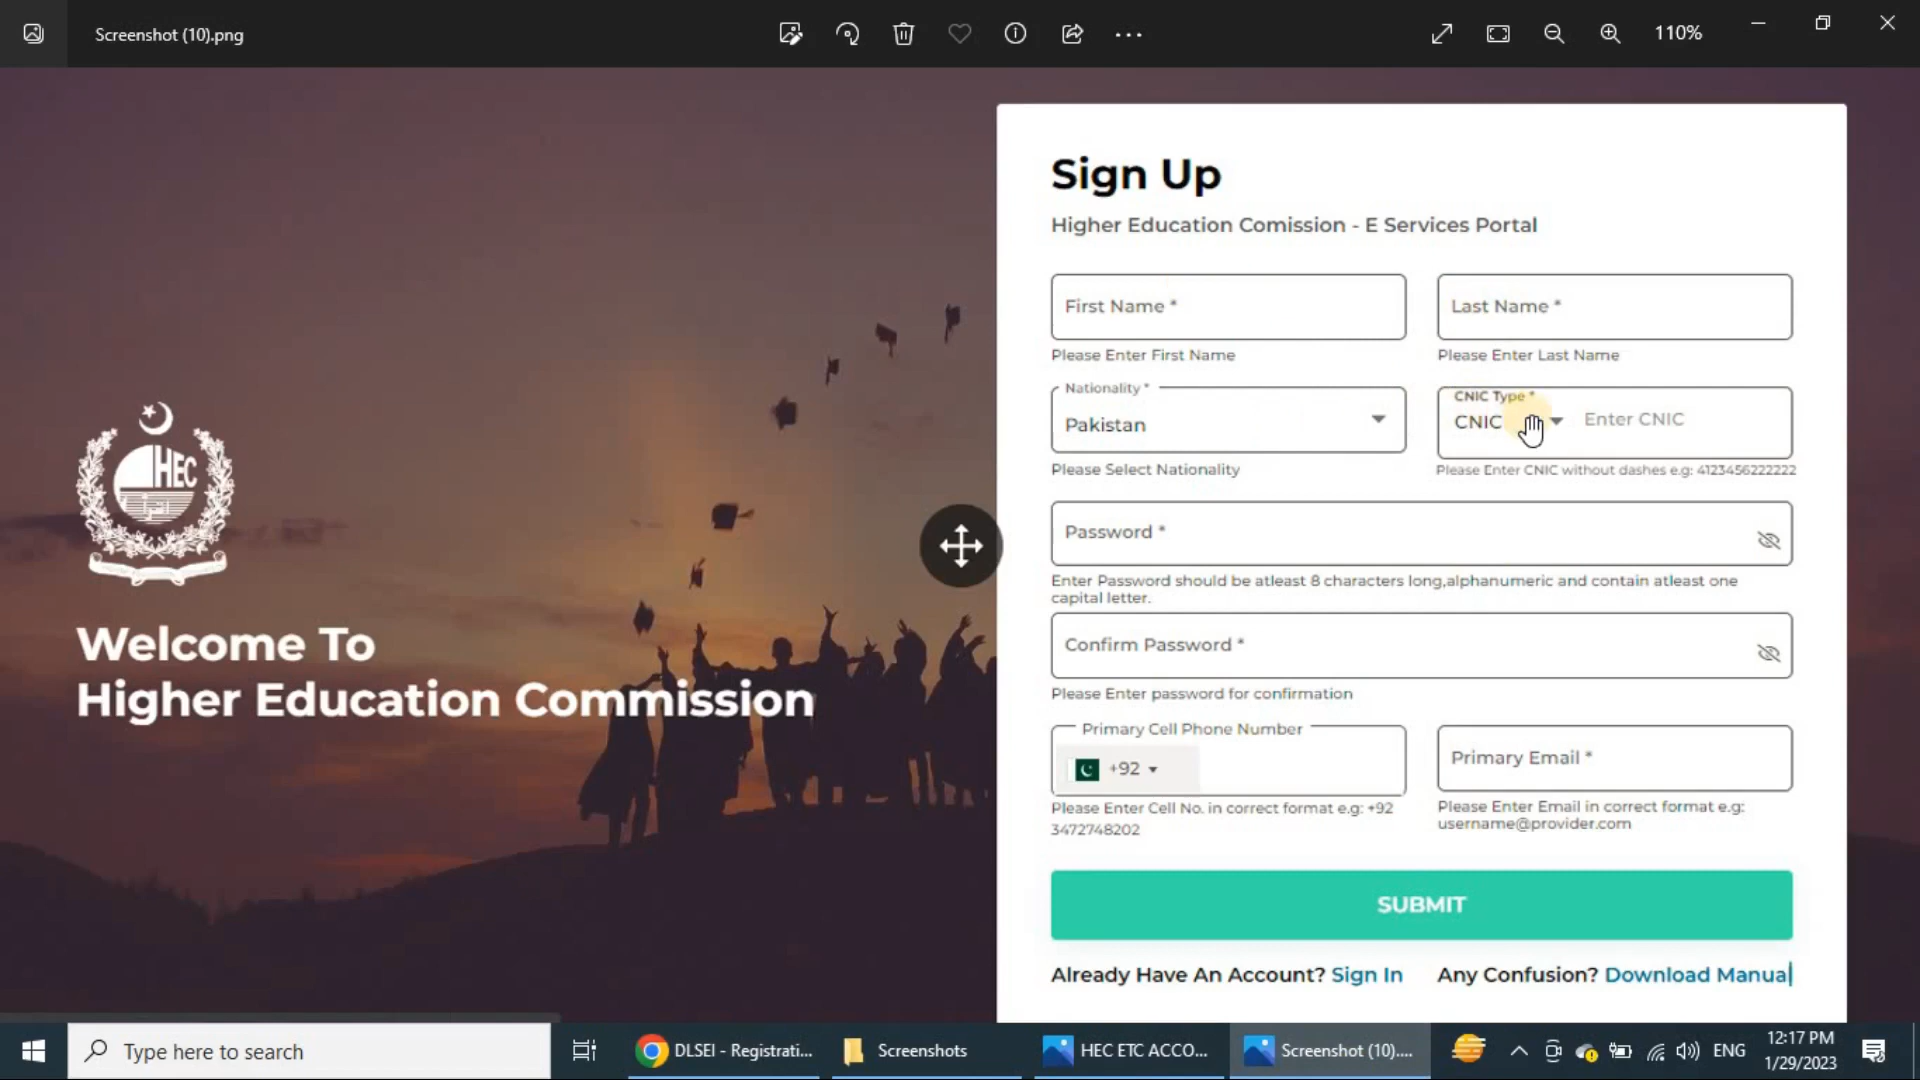 Screenshot (10).png
110%
HEC
Welcome To
Higher Education Commission
Sign Up
Higher Education Comission - E Services Portal
First Name *
Last Name *
Please Enter First Name
Please Enter Last Name
Nationality *
Pakistan
CNIC Type *
CNIC
Enter CNIC
Please Select Nationality
Please Enter CNIC without dashes e.g: 4123456222222
Password *
Enter Password should be atleast 8 characters long,alphanumeric and contain atleast one
capital letter.
Confirm Password *
Please Enter password for confirmation
Primary Cell Phone Number
+92
Primary Email *
Please Enter Cell No. in correct format e.g: +92
3472748202
Please Enter Email in correct format e.g:
username@provider.com
SUBMIT
Already Have An Account? Sign In
Any Confusion? Download Manual
Type here to search
DLSEI - Registrati...
Screenshots
HEC ETC ACCO...
Screenshot (10)....
ENG
12:17 PM
1/29/2023